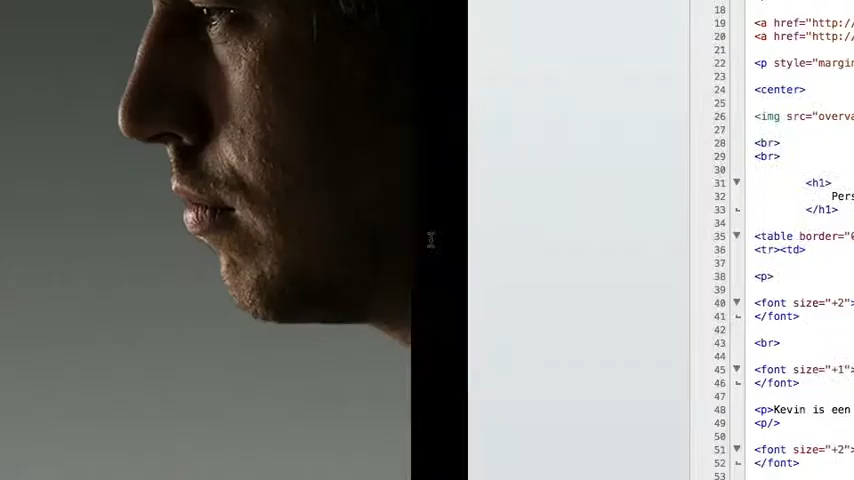 18
19 <a href="http:/
20 <a href="http:/
21
22 <p style="margin
23
24 <center>
25
26 <img src="overva
27
28 <br>
29 <br>
30
31 <h1>
32 Pers
33 </h1>
34
35 <table border="0
36 <tr><td>
37
38 <p>
39
40 <font size="+2">
41 </font>
42
43 <br>
44
45 <font size="+1">
46 </font>
47
48 <p>Kevin is een
49 <p/>
50
51 <font size="+2">
52 </font>
53